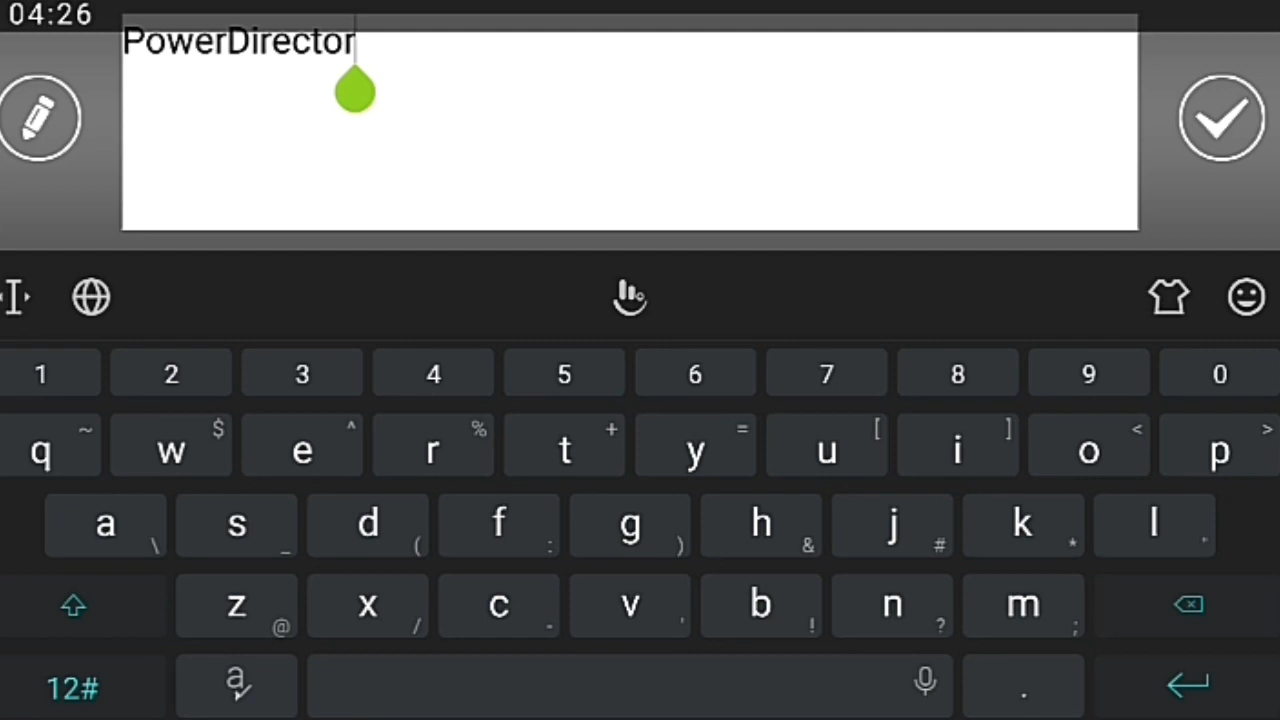 04:26
PowerDirector
1 2 3 4 5 6 7 8 9 0
q ~ w $ e ^ r % t + y = u [ i ] o < p >
a \ s _ d ( f : g ) h & j # k * l "
z @ x / c - v ' b ! n ? m ;
12# a .